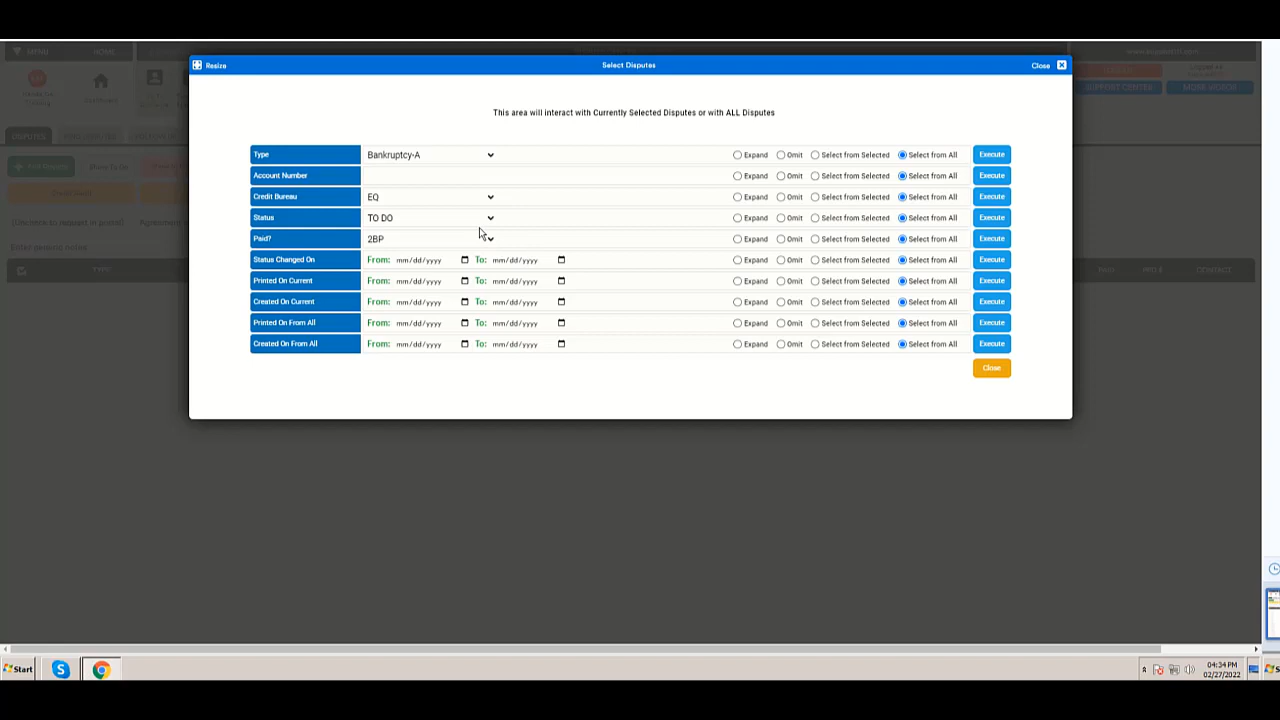 MENU HOME
Resize Select Disputes Close
SUPPORT CENTER
Dashboard
DISPUTES
This area will interact with Currently Selected Disputes or with ALL Disputes
Type Bankruptcy-A Expand Omit Select from Selected Select from All Execute
Account Number Expand Omit Select from Selected Select from All Execute
Credit Bureau EQ Expand Omit Select from Selected Select from All Execute
Status TO DO Expand Omit Select from Selected Select from All Execute
Paid? 2BP Expand Omit Select from Selected Select from All Execute
Status Changed On From: mm/dd/yyyy To: mm/dd/yyyy Expand Omit Select from Selected Select from All Execute
Printed On Current From: mm/dd/yyyy To: mm/dd/yyyy Expand Omit Select from Selected Select from All Execute
Created On Current From: mm/dd/yyyy To: mm/dd/yyyy Expand Omit Select from Selected Select from All Execute
Printed On From All From: mm/dd/yyyy To: mm/dd/yyyy Expand Omit Select from Selected Select from All Execute
Created On From All From: mm/dd/yyyy To: mm/dd/yyyy Expand Omit Select from Selected Select from All Execute
Close
TYPE CONTACT
Start 04:34 PM
02/27/2022